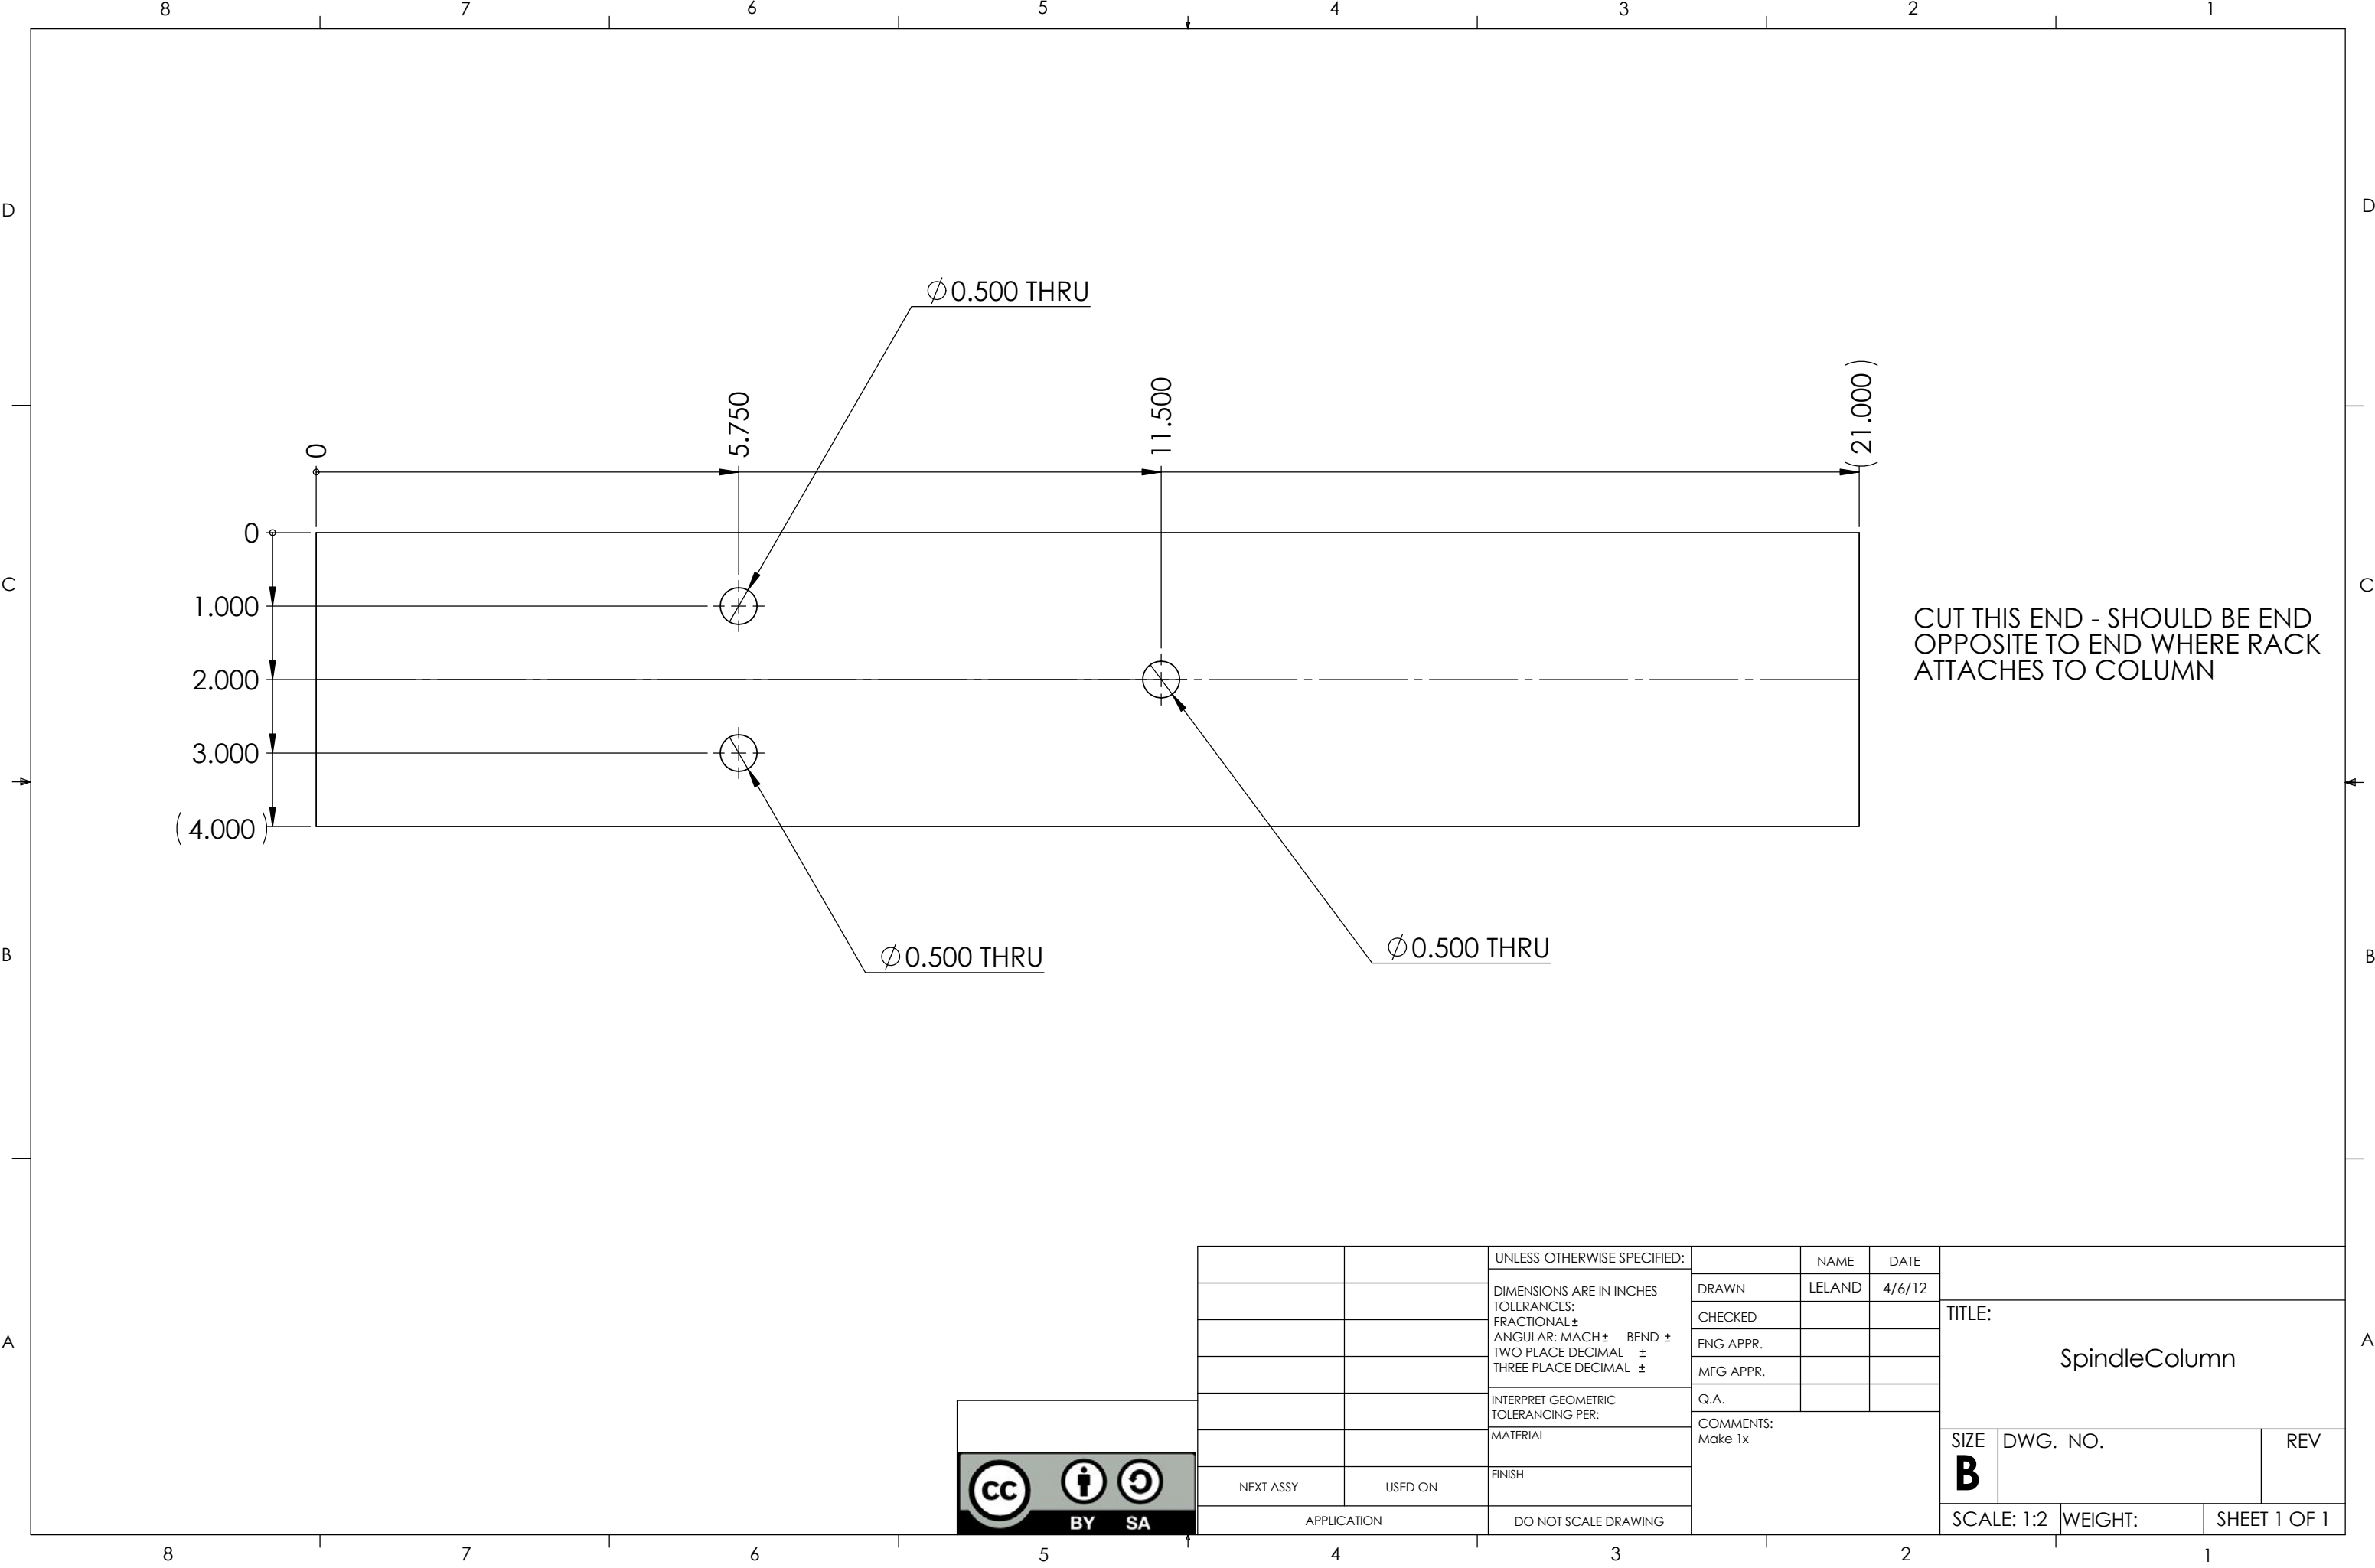 8 7 6 5 4 3 2 1
D D
⌀0.500 THRU
0 5.750 11.500 (21.000)
0
1.000
2.000
3.000
(4.000)
C C
CUT THIS END - SHOULD BE END
OPPOSITE TO END WHERE RACK
ATTACHES TO COLUMN
⌀0.500 THRU
⌀0.500 THRU
B B
A A
UNLESS OTHERWISE SPECIFIED:
DIMENSIONS ARE IN INCHES
TOLERANCES:
FRACTIONAL±
ANGULAR: MACH± BEND ±
TWO PLACE DECIMAL ±
THREE PLACE DECIMAL ±
INTERPRET GEOMETRIC
TOLERANCING PER:
MATERIAL
FINISH
DO NOT SCALE DRAWING
NEXT ASSY USED ON
APPLICATION
NAME DATE
DRAWN LELAND 4/6/12
CHECKED
ENG APPR.
MFG APPR.
Q.A.
COMMENTS:
Make 1x
TITLE:
SpindleColumn
SIZE DWG. NO. REV
B
SCALE: 1:2 WEIGHT: SHEET 1 OF 1
cc BY SA
8 7 6 5 4 3 2 1